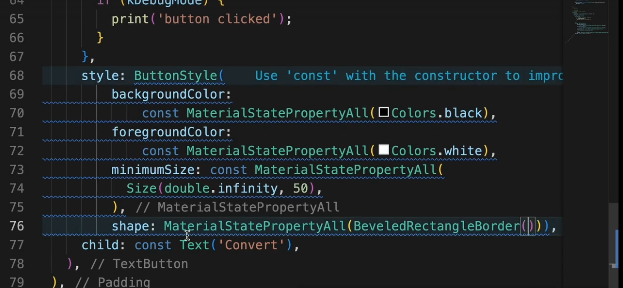 64 if (kDebugMode) {
65 print('button clicked');
66 }
67 },
68 style: ButtonStyle( Use 'const' with the constructor to impro
69 backgroundColor:
70 const MaterialStatePropertyAll(Colors.black),
71 foregroundColor:
72 const MaterialStatePropertyAll(Colors.white),
73 minimumSize: const MaterialStatePropertyAll(
74 Size(double.infinity, 50),
75 ), // MaterialStatePropertyAll
76 shape: MaterialStatePropertyAll(BeveledRectangleBorder())),
77 child: const Text('Convert'),
78 ), // TextButton
79 ), // Padding